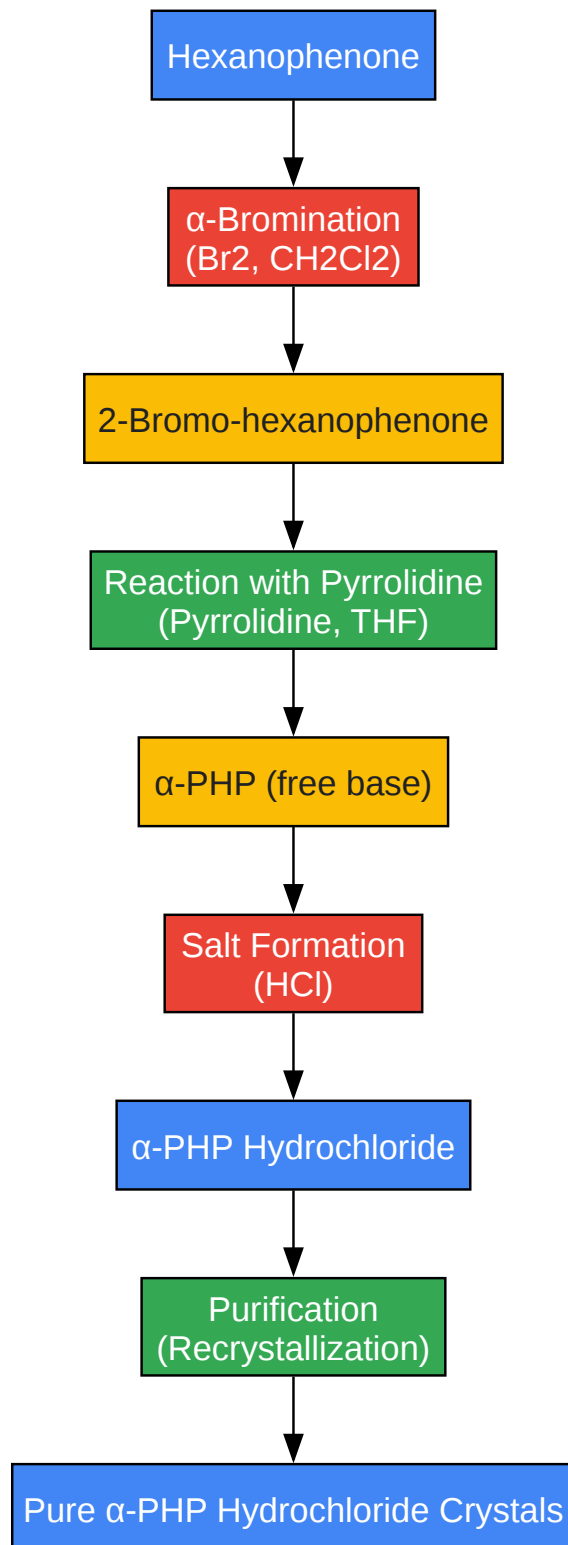 Hexanophenone
α-Bromination
(Br2, CH2Cl2)
2-Bromo-hexanophenone
Reaction with Pyrrolidine
(Pyrrolidine, THF)
α-PHP (free base)
Salt Formation
(HCl)
α-PHP Hydrochloride
Purification
(Recrystallization)
Pure α-PHP Hydrochloride Crystals